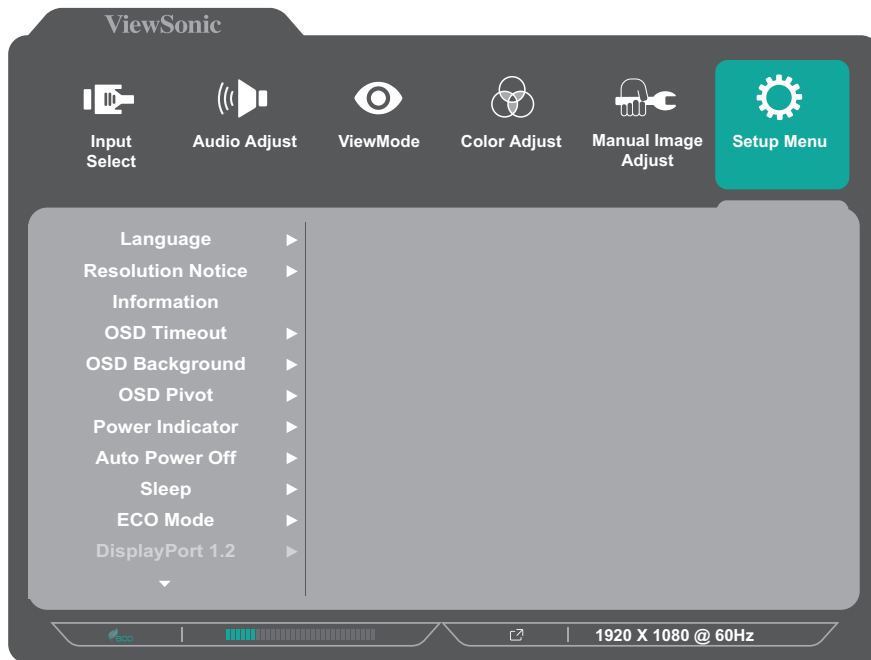 ViewSonic
Input
Select
Audio Adjust
ViewMode
Color Adjust
Manual Image
Adjust
Setup Menu
Language
Resolution Notice
Information
OSD Timeout
OSD Background
OSD Pivot
Power Indicator
Auto Power Off
Sleep
ECO Mode
DisplayPort 1.2
eco
1920 X 1080 @ 60Hz